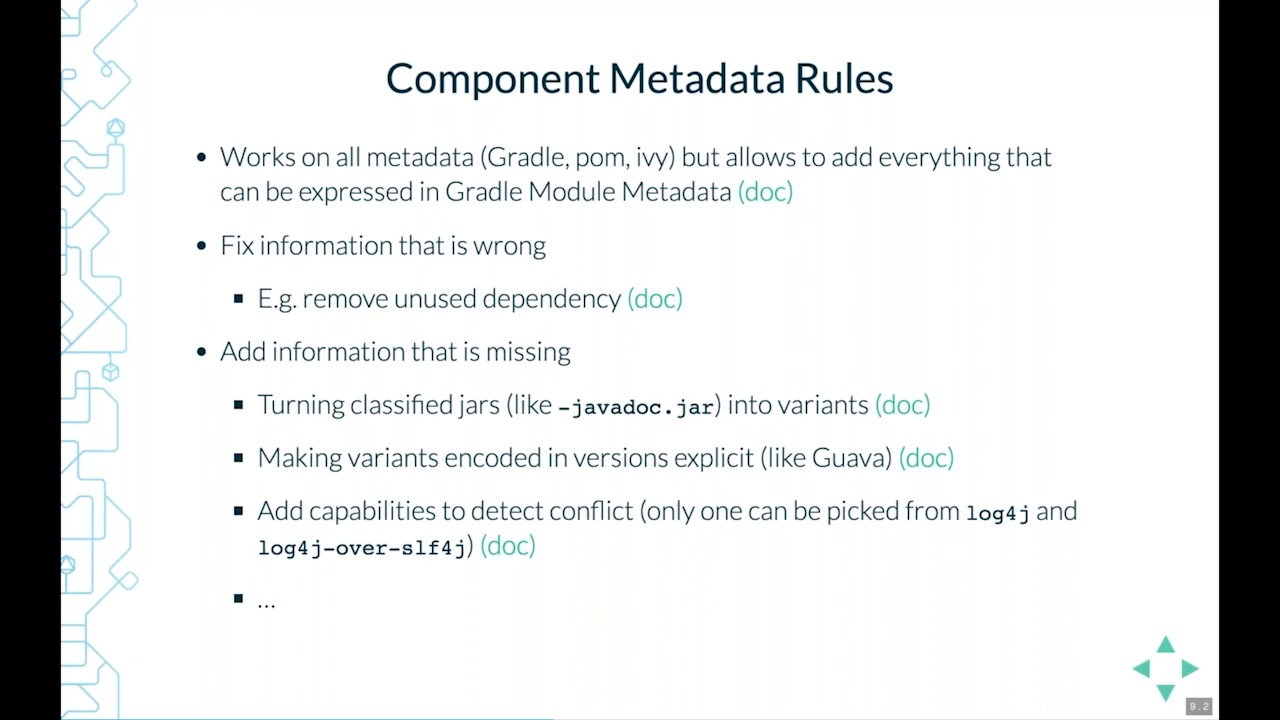 Component Metadata Rules
• Works on all metadata (Gradle, pom, ivy) but allows to add everything that
can be expressed in Gradle Module Metadata (doc)
• Fix information that is wrong
▪ E.g. remove unused dependency (doc)
• Add information that is missing
▪ Turning classified jars (like -javadoc.jar) into variants (doc)
▪ Making variants encoded in versions explicit (like Guava) (doc)
▪ Add capabilities to detect conflict (only one can be picked from log4j and
log4j-over-slf4j) (doc)
▪ ...
9.2